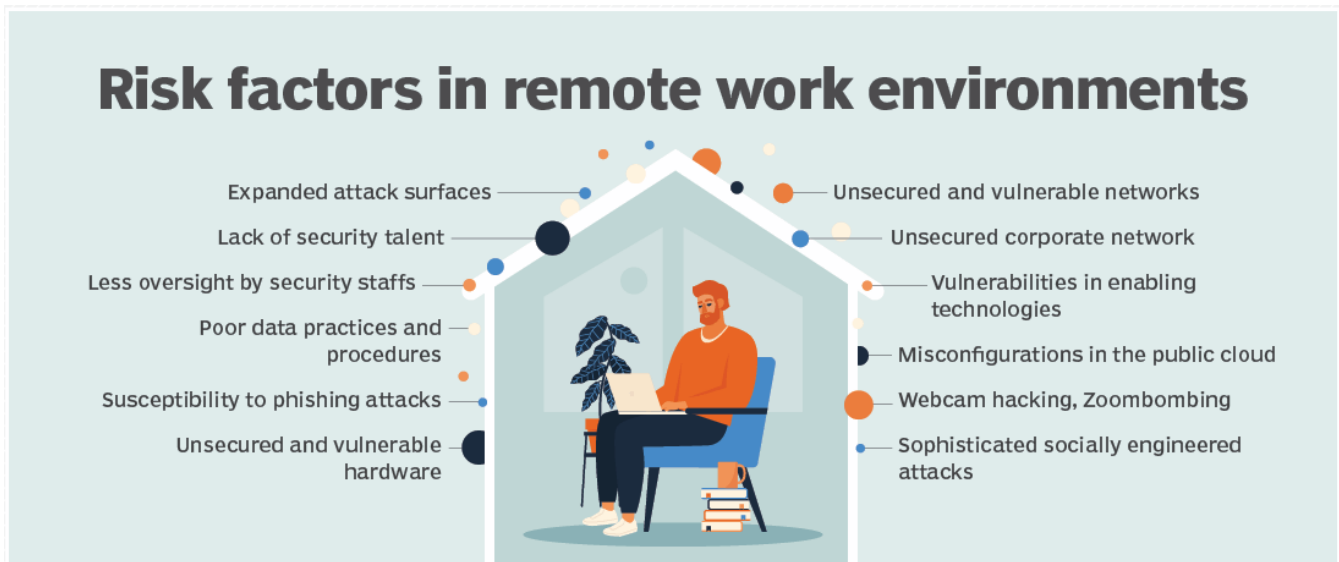 Risk factors in remote work environments
Expanded attack surfaces
Lack of security talent
Less oversight by security staffs
Poor data practices and
procedures
Susceptibility to phishing attacks
Unsecured and vulnerable
hardware
Unsecured and vulnerable networks
Unsecured corporate network
Vulnerabilities in enabling
technologies
Misconfigurations in the public cloud
Webcam hacking, Zoombombing
Sophisticated socially engineered
attacks